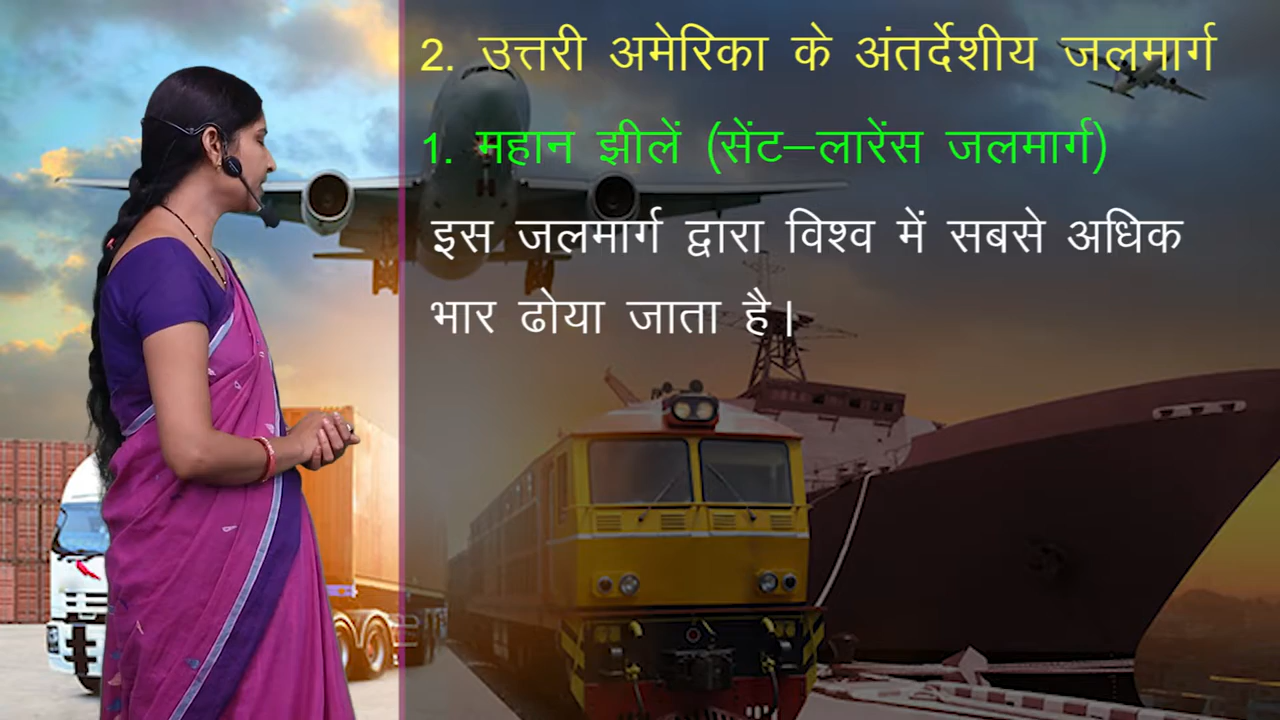 2. उत्तरी अमेरिका के अंतर्देशीय जलमार्ग
1. महान झीलें (सेंट–लारेंस जलमार्ग)
इस जलमार्ग द्वारा विश्व में सबसे अधिक
भार ढोया जाता है।